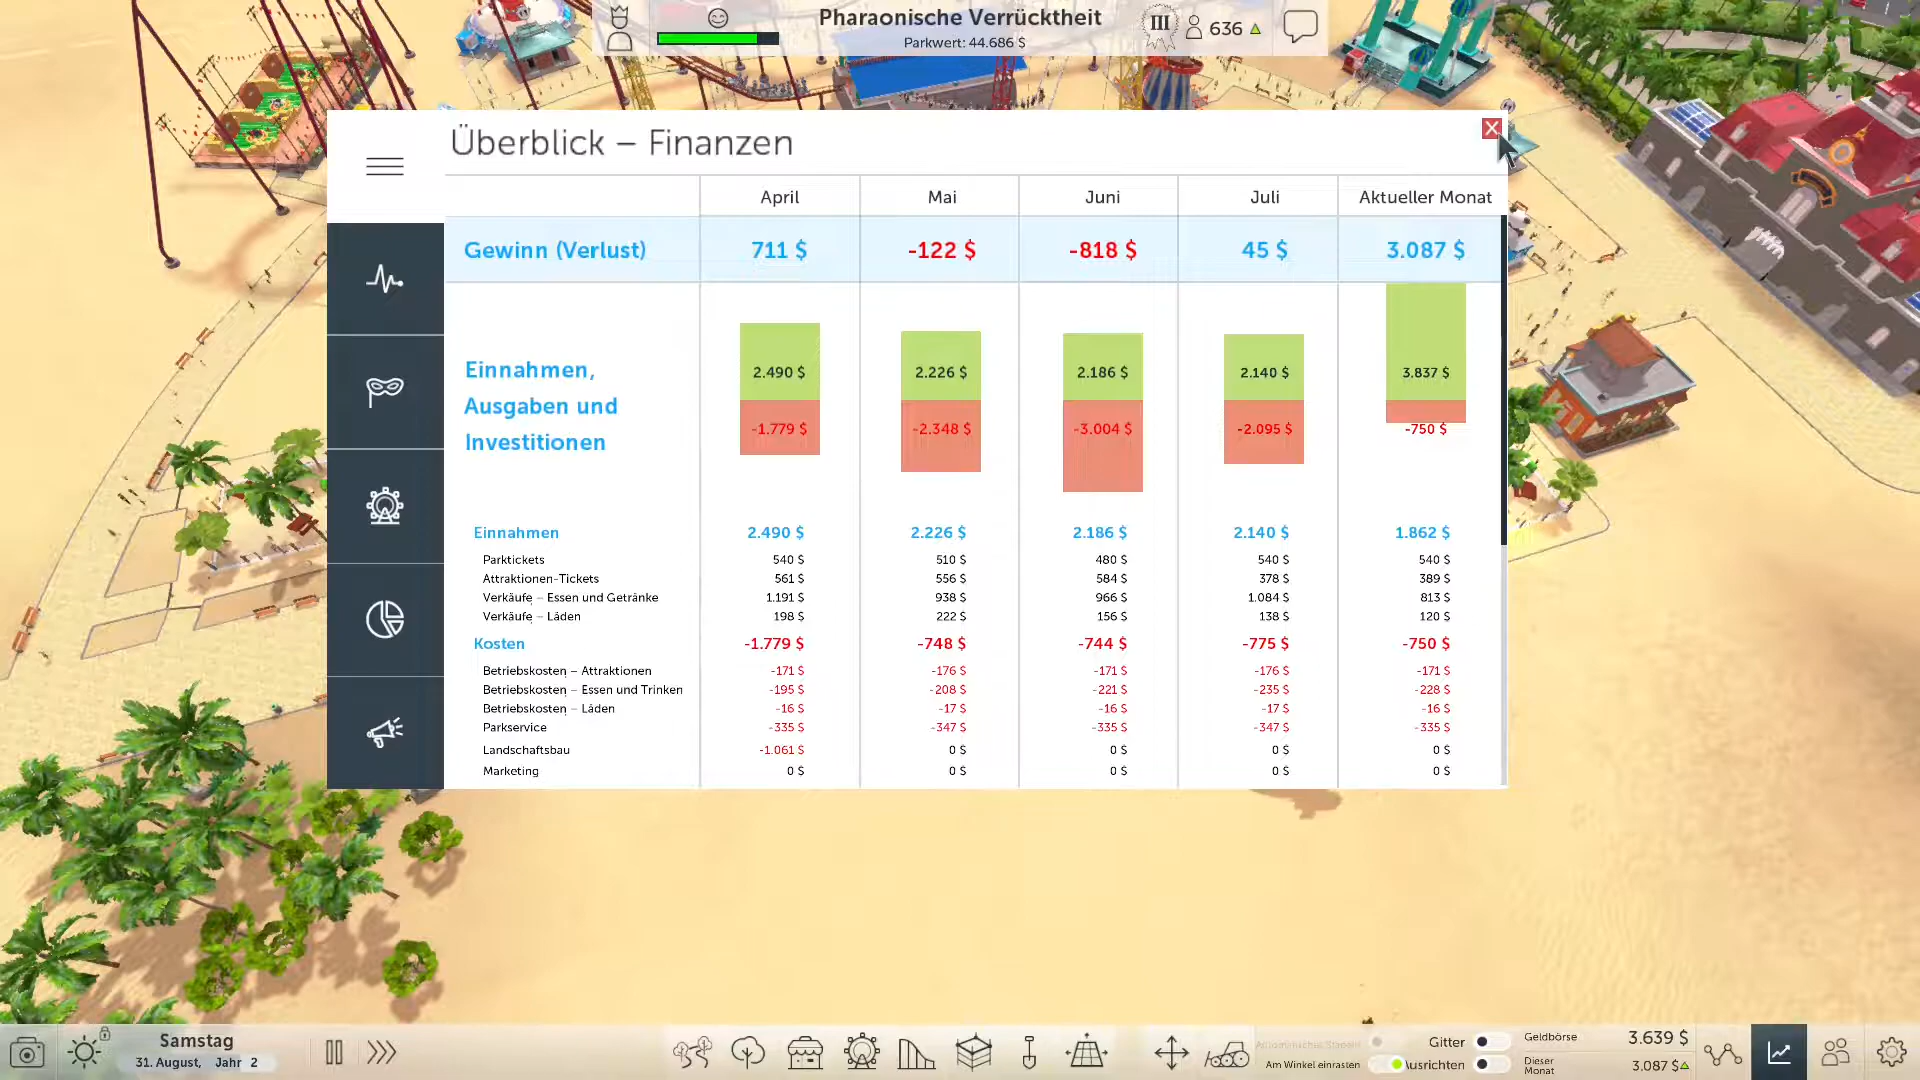 Pharaonische Verrücktheit
Parkwert: 44.686 $
III
636
Überblick – Finanzen
April Mai Juni Juli Aktueller Monat
Gewinn (Verlust) 711 $ -122 $ -818 $ 45 $ 3.087 $
Einnahmen, Ausgaben und Investitionen
2.490 $ 2.226 $ 2.186 $ 2.140 $ 3.837 $
-1.779 $ -2.348 $ -3.004 $ -2.095 $ -750 $
Einnahmen 2.490 $ 2.226 $ 2.186 $ 2.140 $ 1.862 $
Parktickets 540 $ 510 $ 480 $ 540 $ 540 $
Attraktionen-Tickets 561 $ 556 $ 584 $ 378 $ 389 $
Verkäufe – Essen und Getränke 1.191 $ 938 $ 966 $ 1.084 $ 813 $
Verkäufe – Läden 198 $ 222 $ 156 $ 138 $ 120 $
Kosten -1.779 $ -748 $ -744 $ -775 $ -750 $
Betriebskosten – Attraktionen -171 $ -176 $ -171 $ -176 $ -171 $
Betriebskosten – Essen und Trinken -195 $ -208 $ -221 $ -235 $ -228 $
Betriebskosten – Läden -16 $ -17 $ -16 $ -17 $ -16 $
Parkservice -335 $ -347 $ -335 $ -347 $ -335 $
Landschaftsbau -1.061 $ 0 $ 0 $ 0 $ 0 $
Marketing 0 $ 0 $ 0 $ 0 $ 0 $
Samstag
31. August, Jahr 2
Gitter
Am Winkel einrasten
Ausrichten
Geldbörse 3.639 $
Dieser Monat 3.087 $